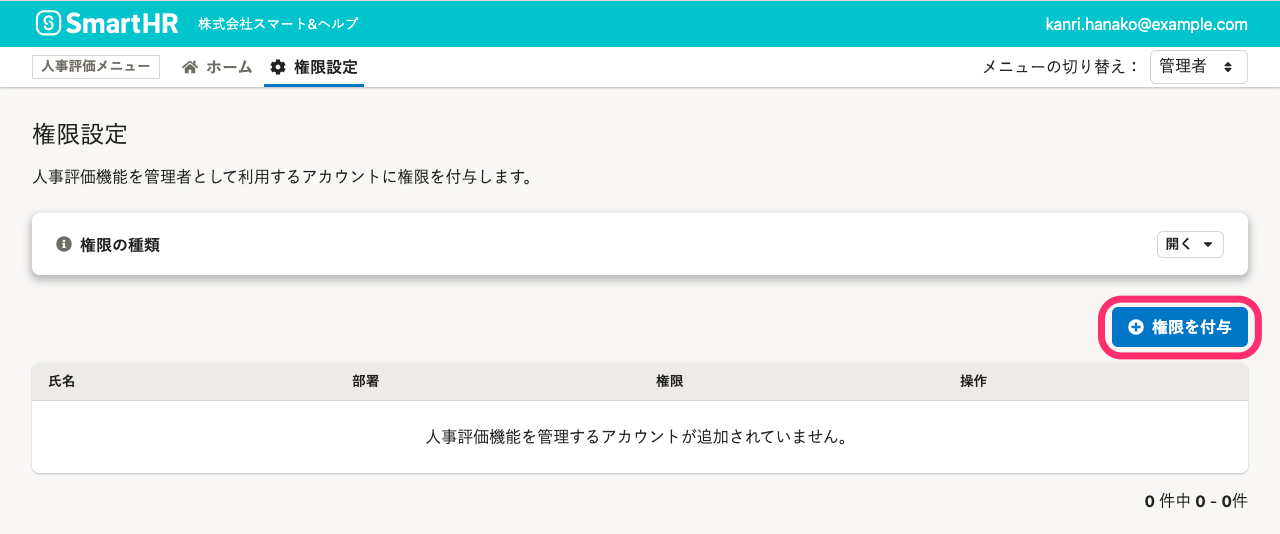 SmartHR 株式会社スマート&ヘルプ kanri.hanako@example.com
人事評価メニュー ホーム 権限設定 メニューの切り替え： 管理者
権限設定
人事評価機能を管理者として利用するアカウントに権限を付与します。
権限の種類 開く
権限を付与
氏名 部署 権限 操作
人事評価機能を管理するアカウントが追加されていません。
0 件中 0 - 0件